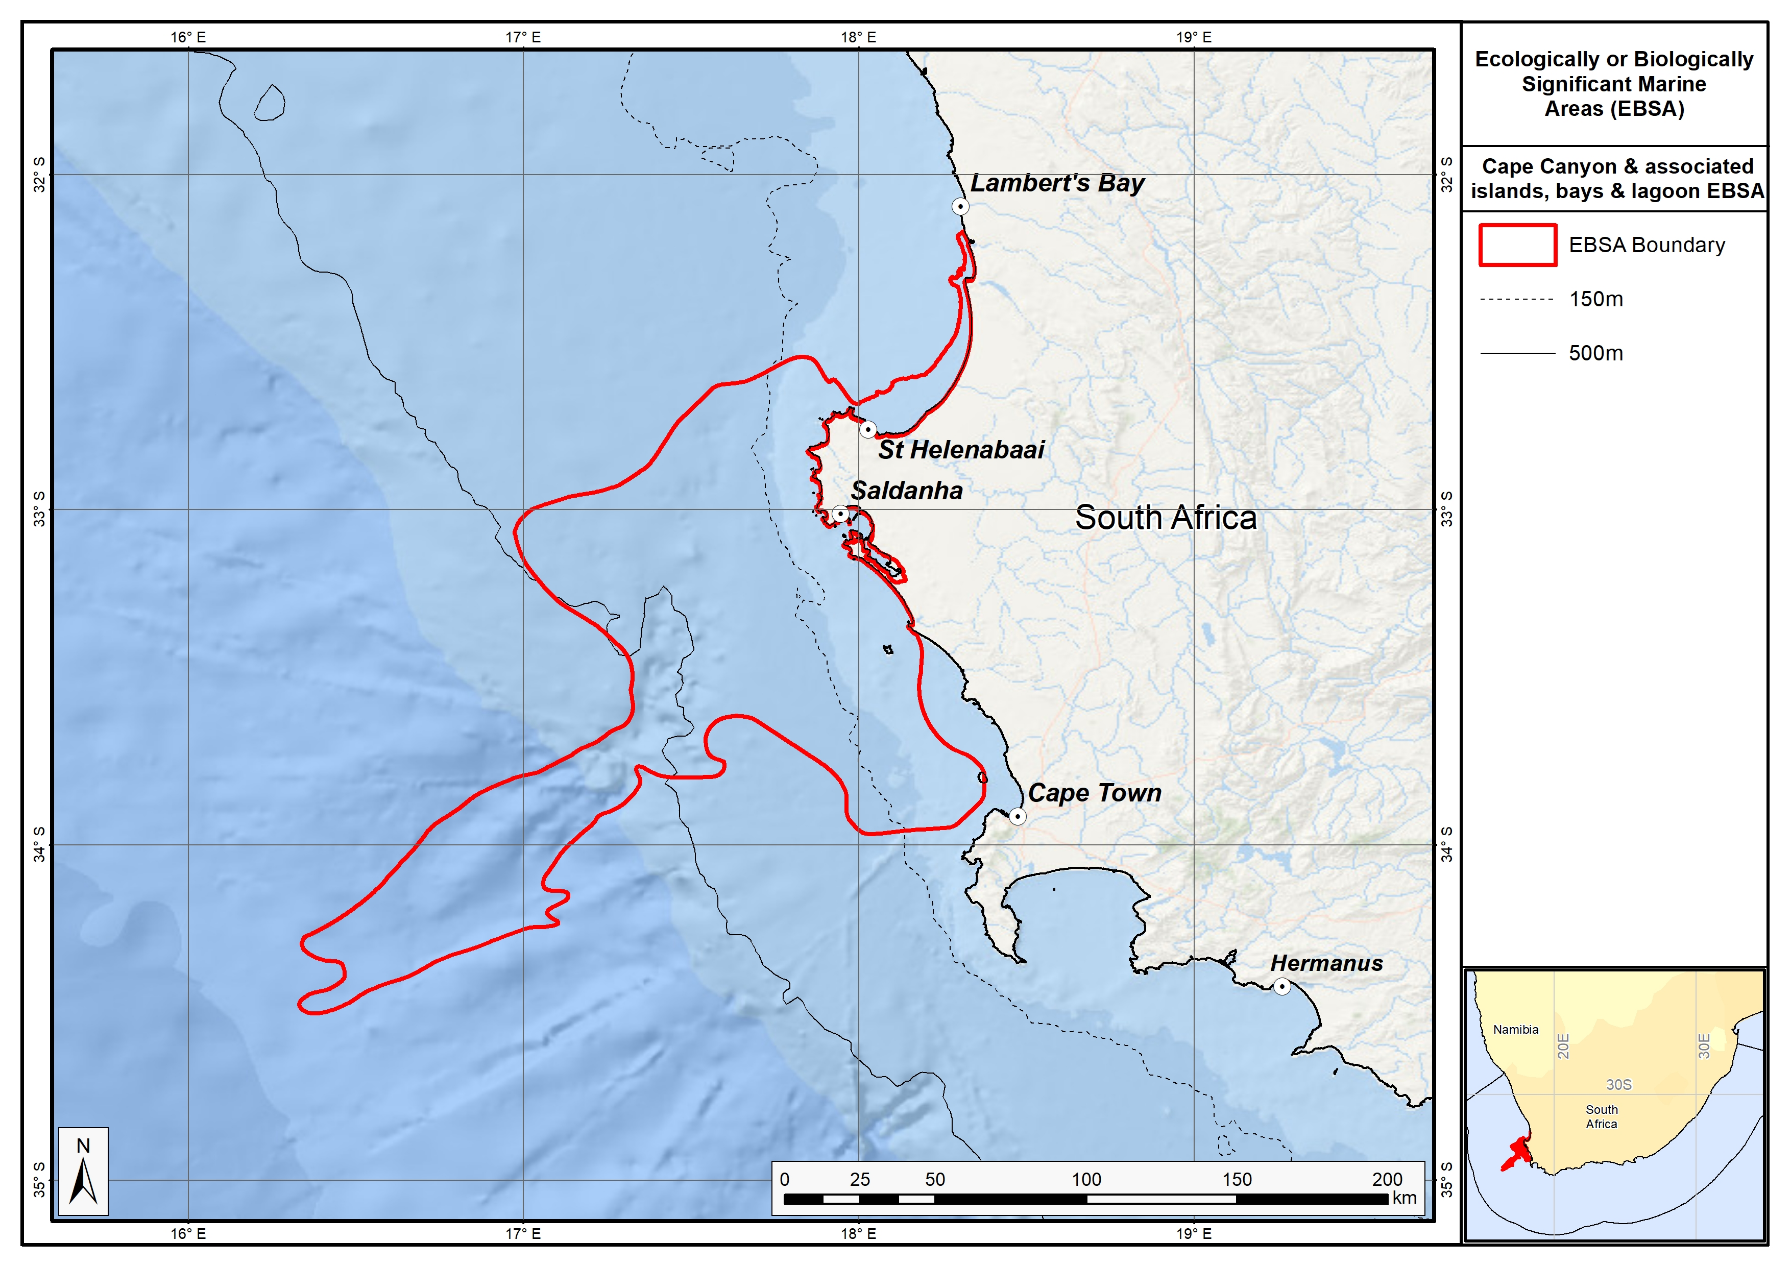 16° E
17° E
18° E
19° E
Ecologically or Biologically
Significant Marine
Areas (EBSA)
Cape Canyon & associated
islands, bays & lagoon EBSA
EBSA Boundary
150m
500m
32° S
32° S
Lambert's Bay
St Helenabaai
Saldanha
33° S
33° S
South Africa
Cape Town
34° S
34° S
Hermanus
Namibia
20E
30E
30S
South
Africa
N
35° S
35° S
0 25 50 100 150 200
km
16° E
17° E
18° E
19° E